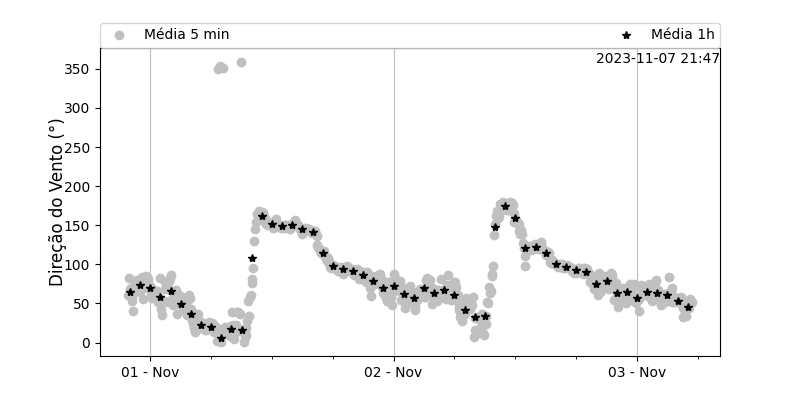 Média 5 min
Média 1h
2023-11-07 21:47
Direção do Vento (°)
350
300
250
200
150
100
50
0
01 - Nov
02 - Nov
03 - Nov